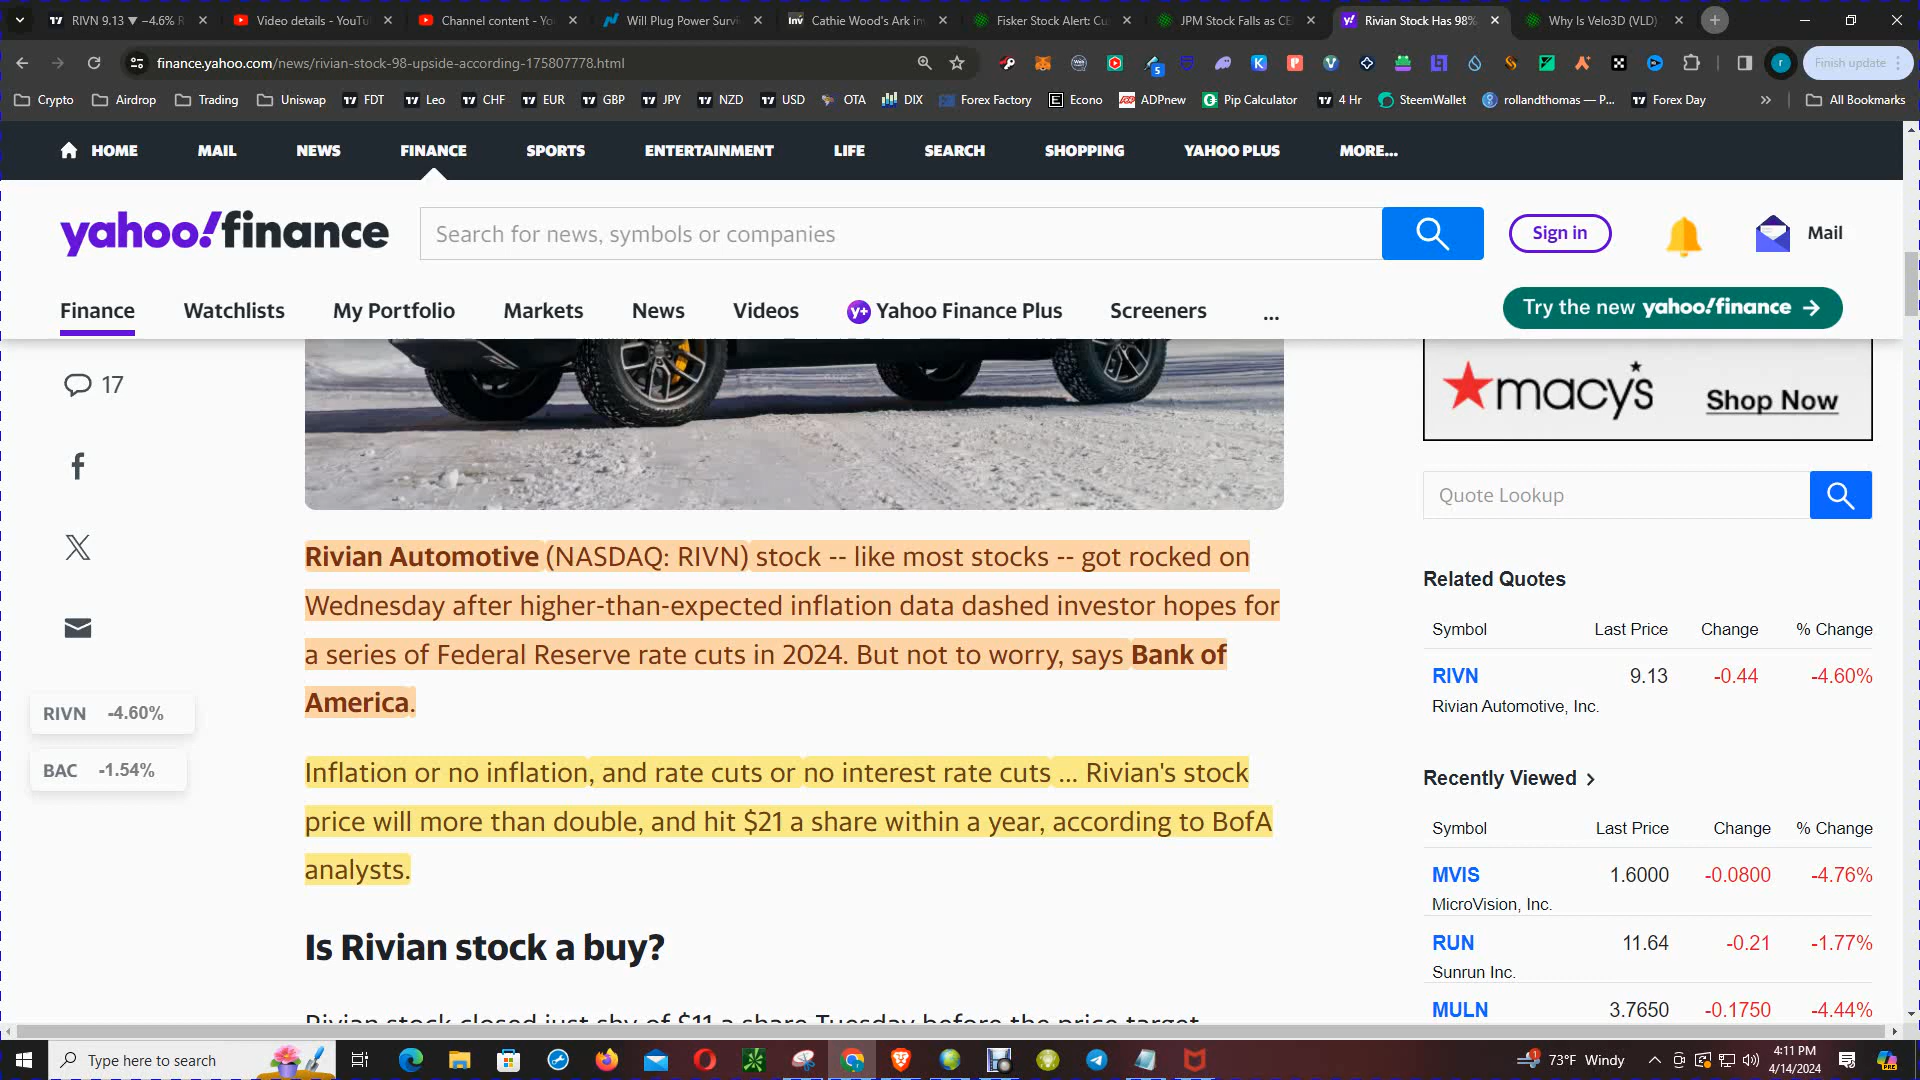 RIVN 9.13 ▼ −4.6% R
Video details - YouTu
Channel content - Yo
Will Plug Power Survi
Cathie Wood's Ark in
Fisker Stock Alert: Cu
JPM Stock Falls as CE
Rivian Stock Has 98%
Why Is Velo3D (VLD)
finance.yahoo.com/news/rivian-stock-98-upside-according-175807778.html
Finish update
Crypto
Airdrop
Trading
Uniswap
FDT
Leo
CHF
EUR
GBP
JPY
NZD
USD
OTA
DIX
Forex Factory
Econo
ADPnew
Pip Calculator
4 Hr
SteemWallet
rollandthomas — P...
Forex Day
All Bookmarks
HOME
MAIL
NEWS
FINANCE
SPORTS
ENTERTAINMENT
LIFE
SEARCH
SHOPPING
YAHOO PLUS
MORE...
yahoo!finance
Search for news, symbols or companies
Sign in
Mail
Finance
Watchlists
My Portfolio
Markets
News
Videos
Yahoo Finance Plus
Screeners
...
Try the new yahoo!finance →
17
macy's
Shop Now
Quote Lookup
Rivian Automotive (NASDAQ: RIVN) stock -- like most stocks -- got rocked on
Wednesday after higher-than-expected inflation data dashed investor hopes for
a series of Federal Reserve rate cuts in 2024. But not to worry, says Bank of
America.
RIVN -4.60%
BAC -1.54%
Inflation or no inflation, and rate cuts or no interest rate cuts ... Rivian's stock
price will more than double, and hit $21 a share within a year, according to BofA
analysts.
Is Rivian stock a buy?
Rivian stock closed just shy of $11 a share Tuesday before the price target
Related Quotes
Symbol Last Price Change % Change
RIVN 9.13 -0.44 -4.60%
Rivian Automotive, Inc.
Recently Viewed
Symbol Last Price Change % Change
MVIS 1.6000 -0.0800 -4.76%
MicroVision, Inc.
RUN 11.64 -0.21 -1.77%
Sunrun Inc.
MULN 3.7650 -0.1750 -4.44%
Type here to search
73°F Windy
4:11 PM
4/14/2024